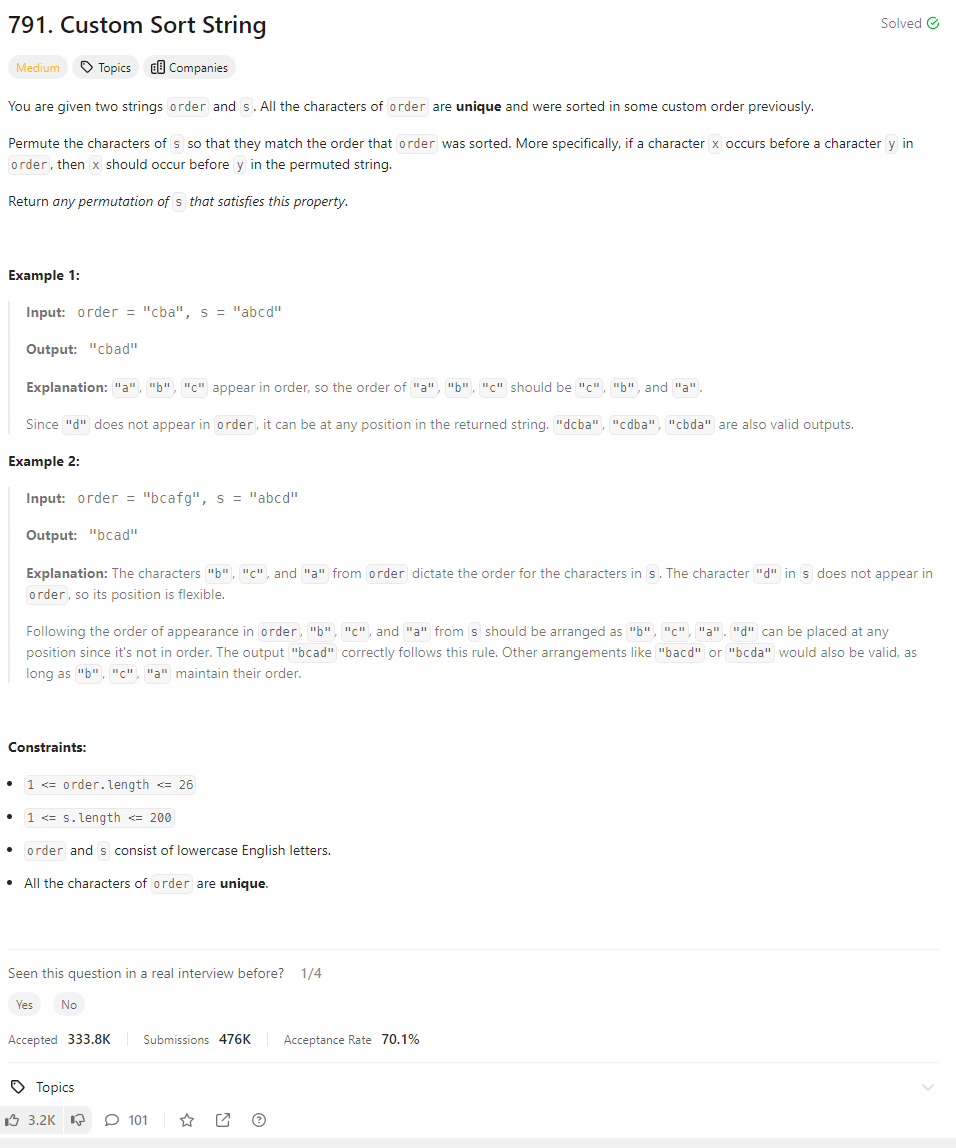 791. Custom Sort String
Solved
Medium
Topics
Companies
You are given two strings order and s. All the characters of order are unique and were sorted in some custom order previously.
Permute the characters of s so that they match the order that order was sorted. More specifically, if a character x occurs before a character y in
order, then x should occur before y in the permuted string.
Return any permutation of s that satisfies this property.
Example 1:
Input: order = "cba", s = "abcd"
Output: "cbad"
Explanation: "a", "b", "c" appear in order, so the order of "a", "b", "c" should be "c", "b", and "a".
Since "d" does not appear in order, it can be at any position in the returned string. "dcba", "cdba", "cbda" are also valid outputs.
Example 2:
Input: order = "bcafg", s = "abcd"
Output: "bcad"
Explanation: The characters "b", "c", and "a" from order dictate the order for the characters in s. The character "d" in s does not appear in
order, so its position is flexible.
Following the order of appearance in order, "b", "c", and "a" from s should be arranged as "b", "c", "a". "d" can be placed at any
position since it's not in order. The output "bcad" correctly follows this rule. Other arrangements like "bacd" or "bcda" would also be valid, as
long as "b", "c", "a" maintain their order.
Constraints:
1 <= order.length <= 26
1 <= s.length <= 200
order and s consist of lowercase English letters.
All the characters of order are unique.
Seen this question in a real interview before? 1/4
Yes
No
Accepted 333.8K
Submissions 476K
Acceptance Rate 70.1%
Topics
3.2K
101